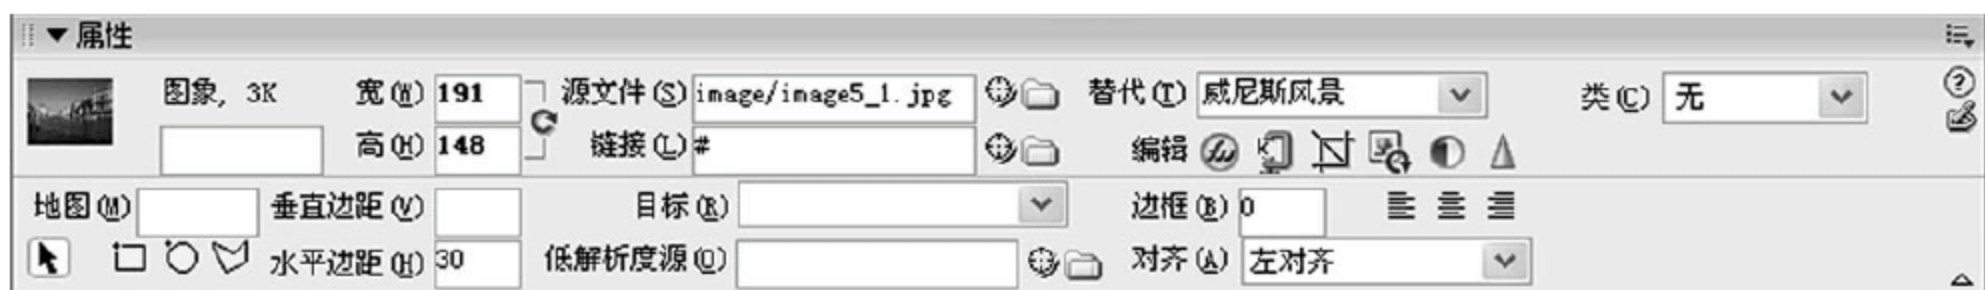 属性
图象, 3K 宽(W) 191 源文件(S) image/image5_1.jpg 替代(T) 威尼斯风景 类(C) 无
高(H) 148 链接(L) # 编辑
地图(M) 垂直边距(V) 目标(R) 边框(B) 0
水平边距(H) 30 低解析度源(O) 对齐(A) 左对齐